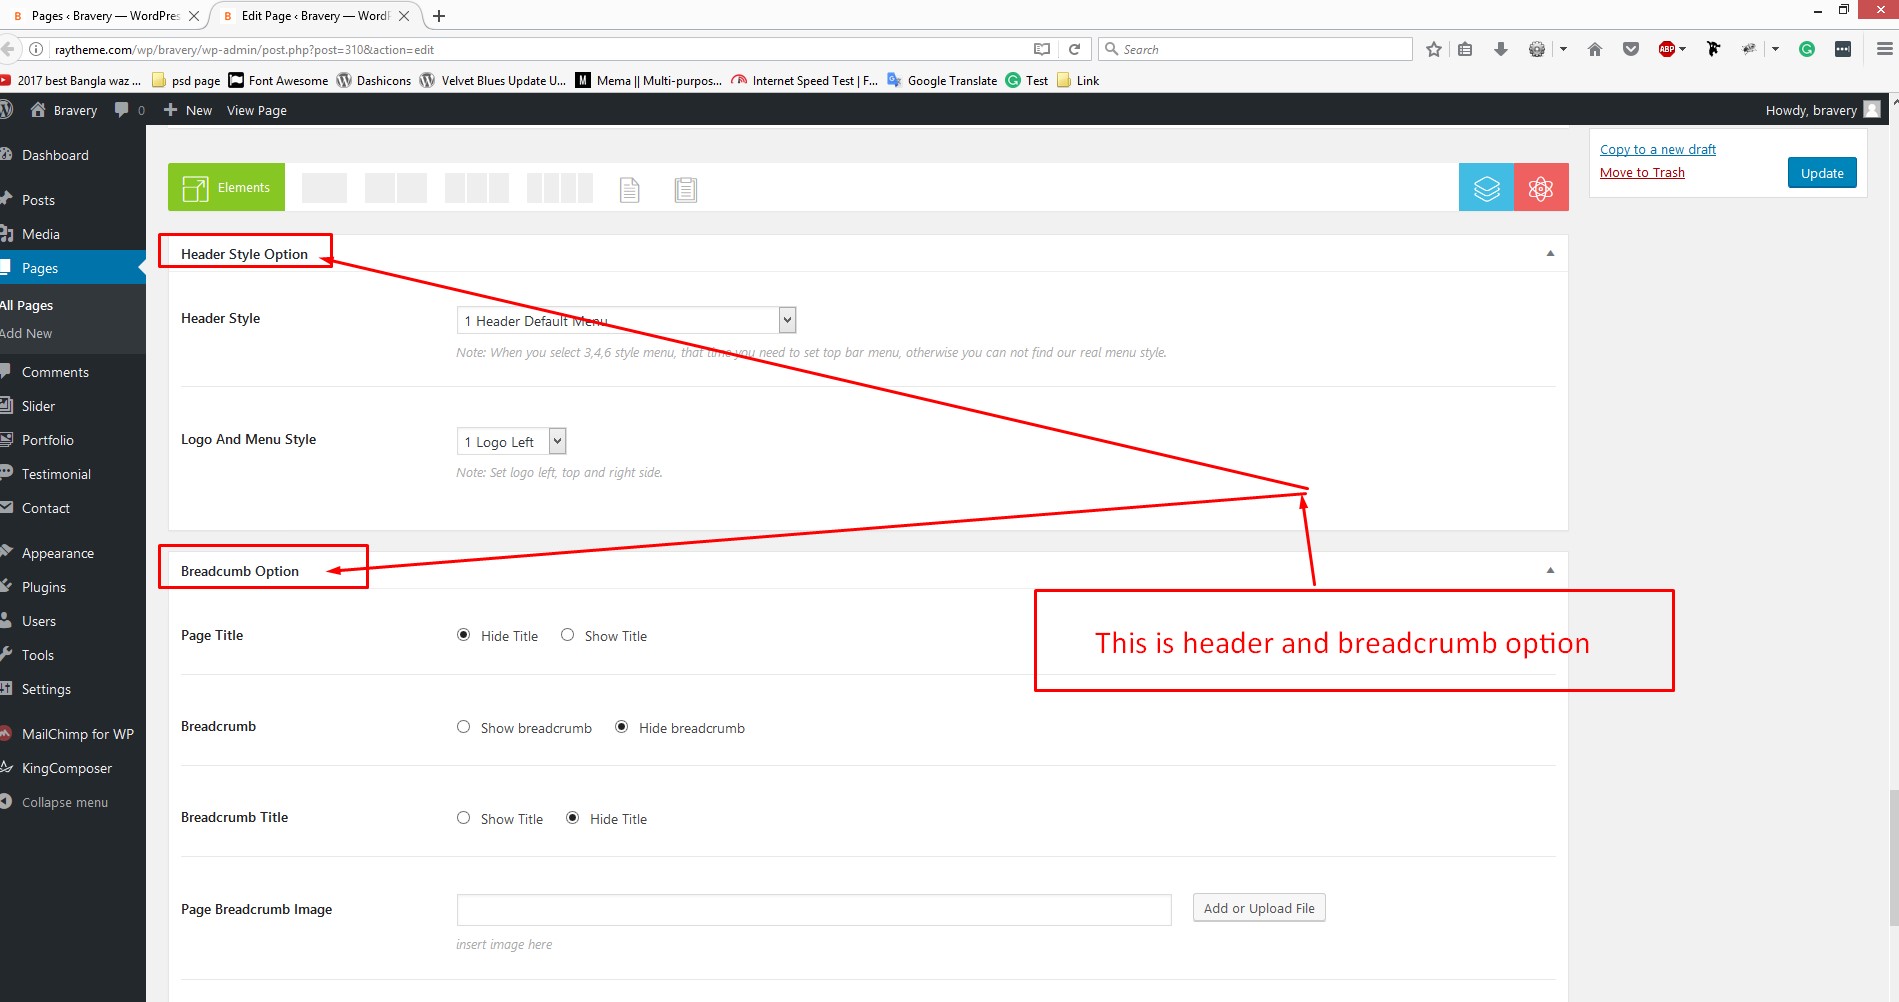 Pages ‹ Bravery — WordPres
Edit Page ‹ Bravery — WordP
raytheme.com/wp/bravery/wp-admin/post.php?post=310&action=edit
Search
ABP
2017 best Bangla waz ...
psd page
Font Awesome
Dashicons
Velvet Blues Update U...
Mema || Multi-purpos...
Internet Speed Test | F...
Google Translate
Test
Link
Bravery
0
New
View Page
Howdy, bravery
Dashboard
Posts
Media
Pages
All Pages
Add New
Comments
Slider
Portfolio
Testimonial
Contact
Appearance
Plugins
Users
Tools
Settings
MailChimp for WP
KingComposer
Collapse menu
Copy to a new draft
Move to Trash
Update
Elements
Header Style Option
Header Style
1 Header Default Menu
Note: When you select 3,4,6 style menu, that time you need to set top bar menu, otherwise you can not find our real menu style.
Logo And Menu Style
1 Logo Left
Note: Set logo left, top and right side.
Breadcumb Option
Page Title
Hide Title
Show Title
This is header and breadcrumb option
Breadcrumb
Show breadcrumb
Hide breadcrumb
Breadcrumb Title
Show Title
Hide Title
Page Breadcrumb Image
Add or Upload File
insert image here